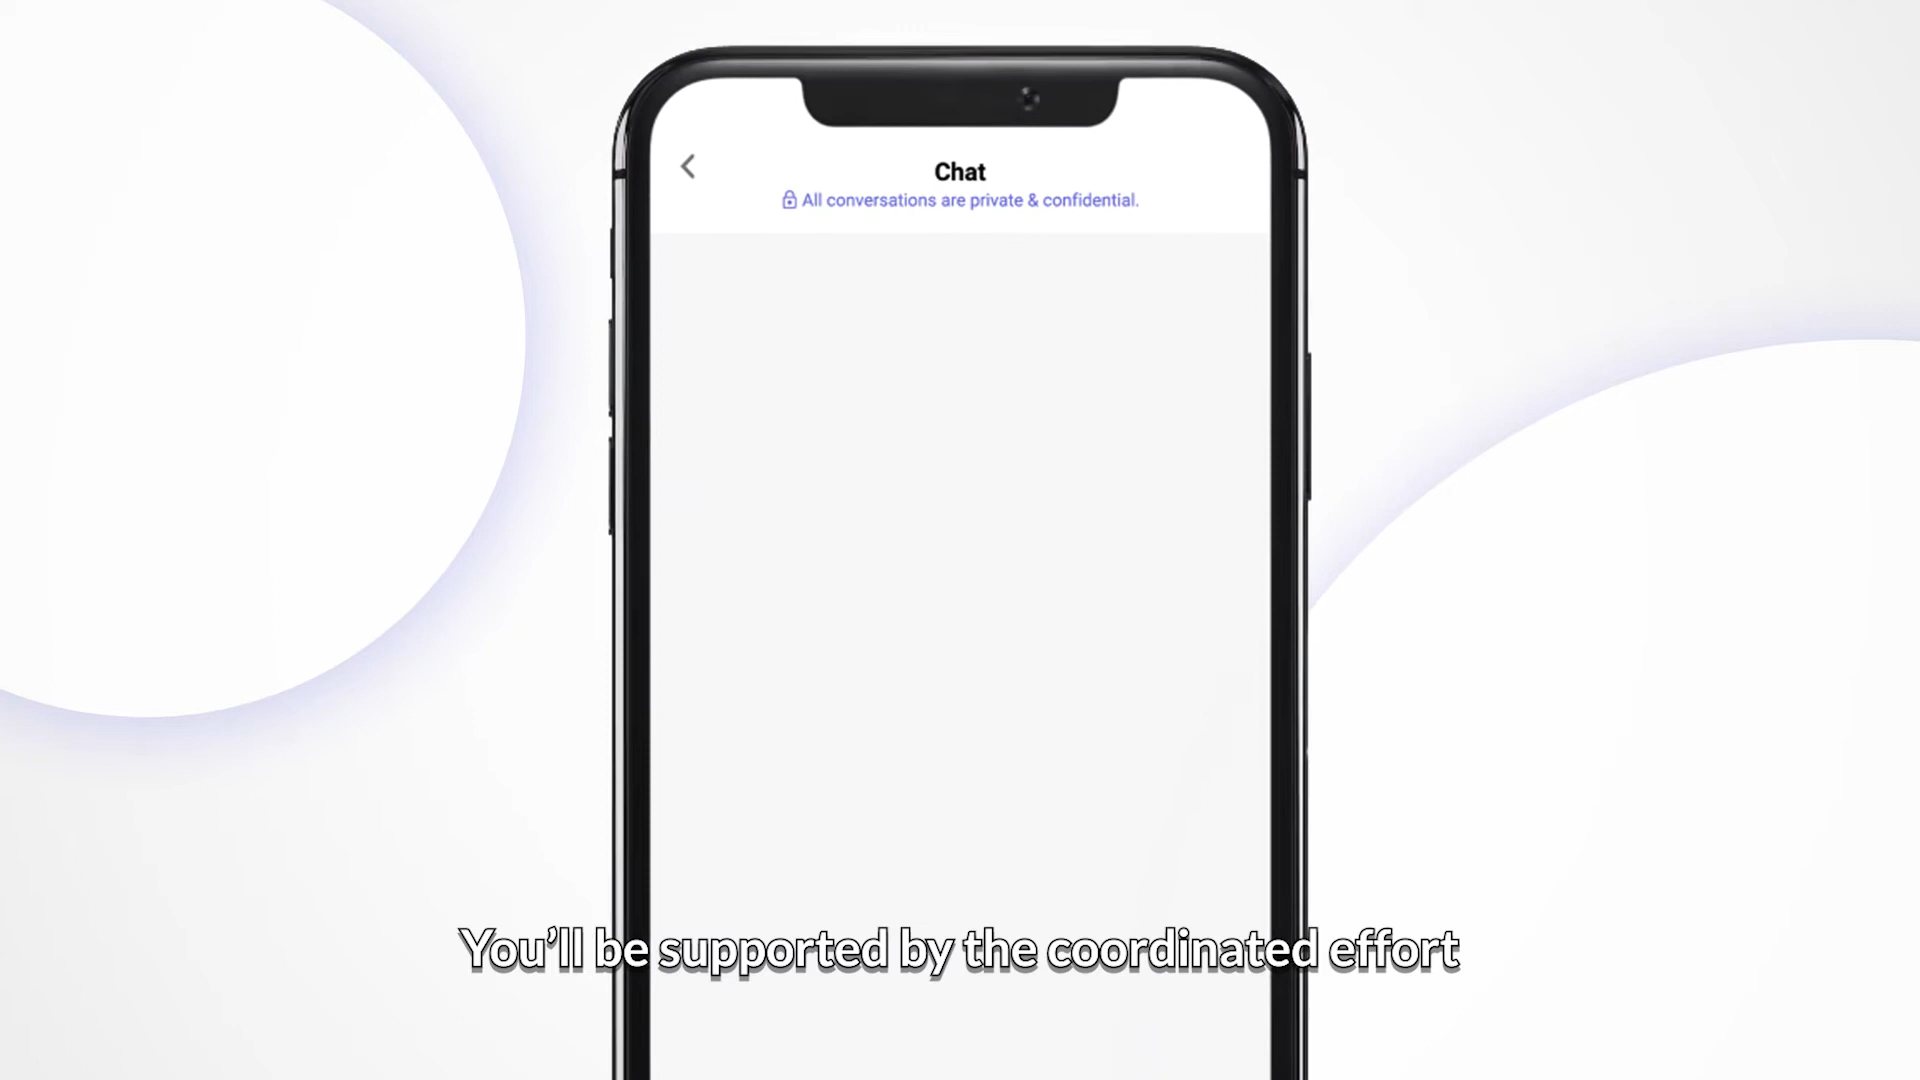 Chat
All conversations are private & confidential.
You'll be supported by the coordinated effort